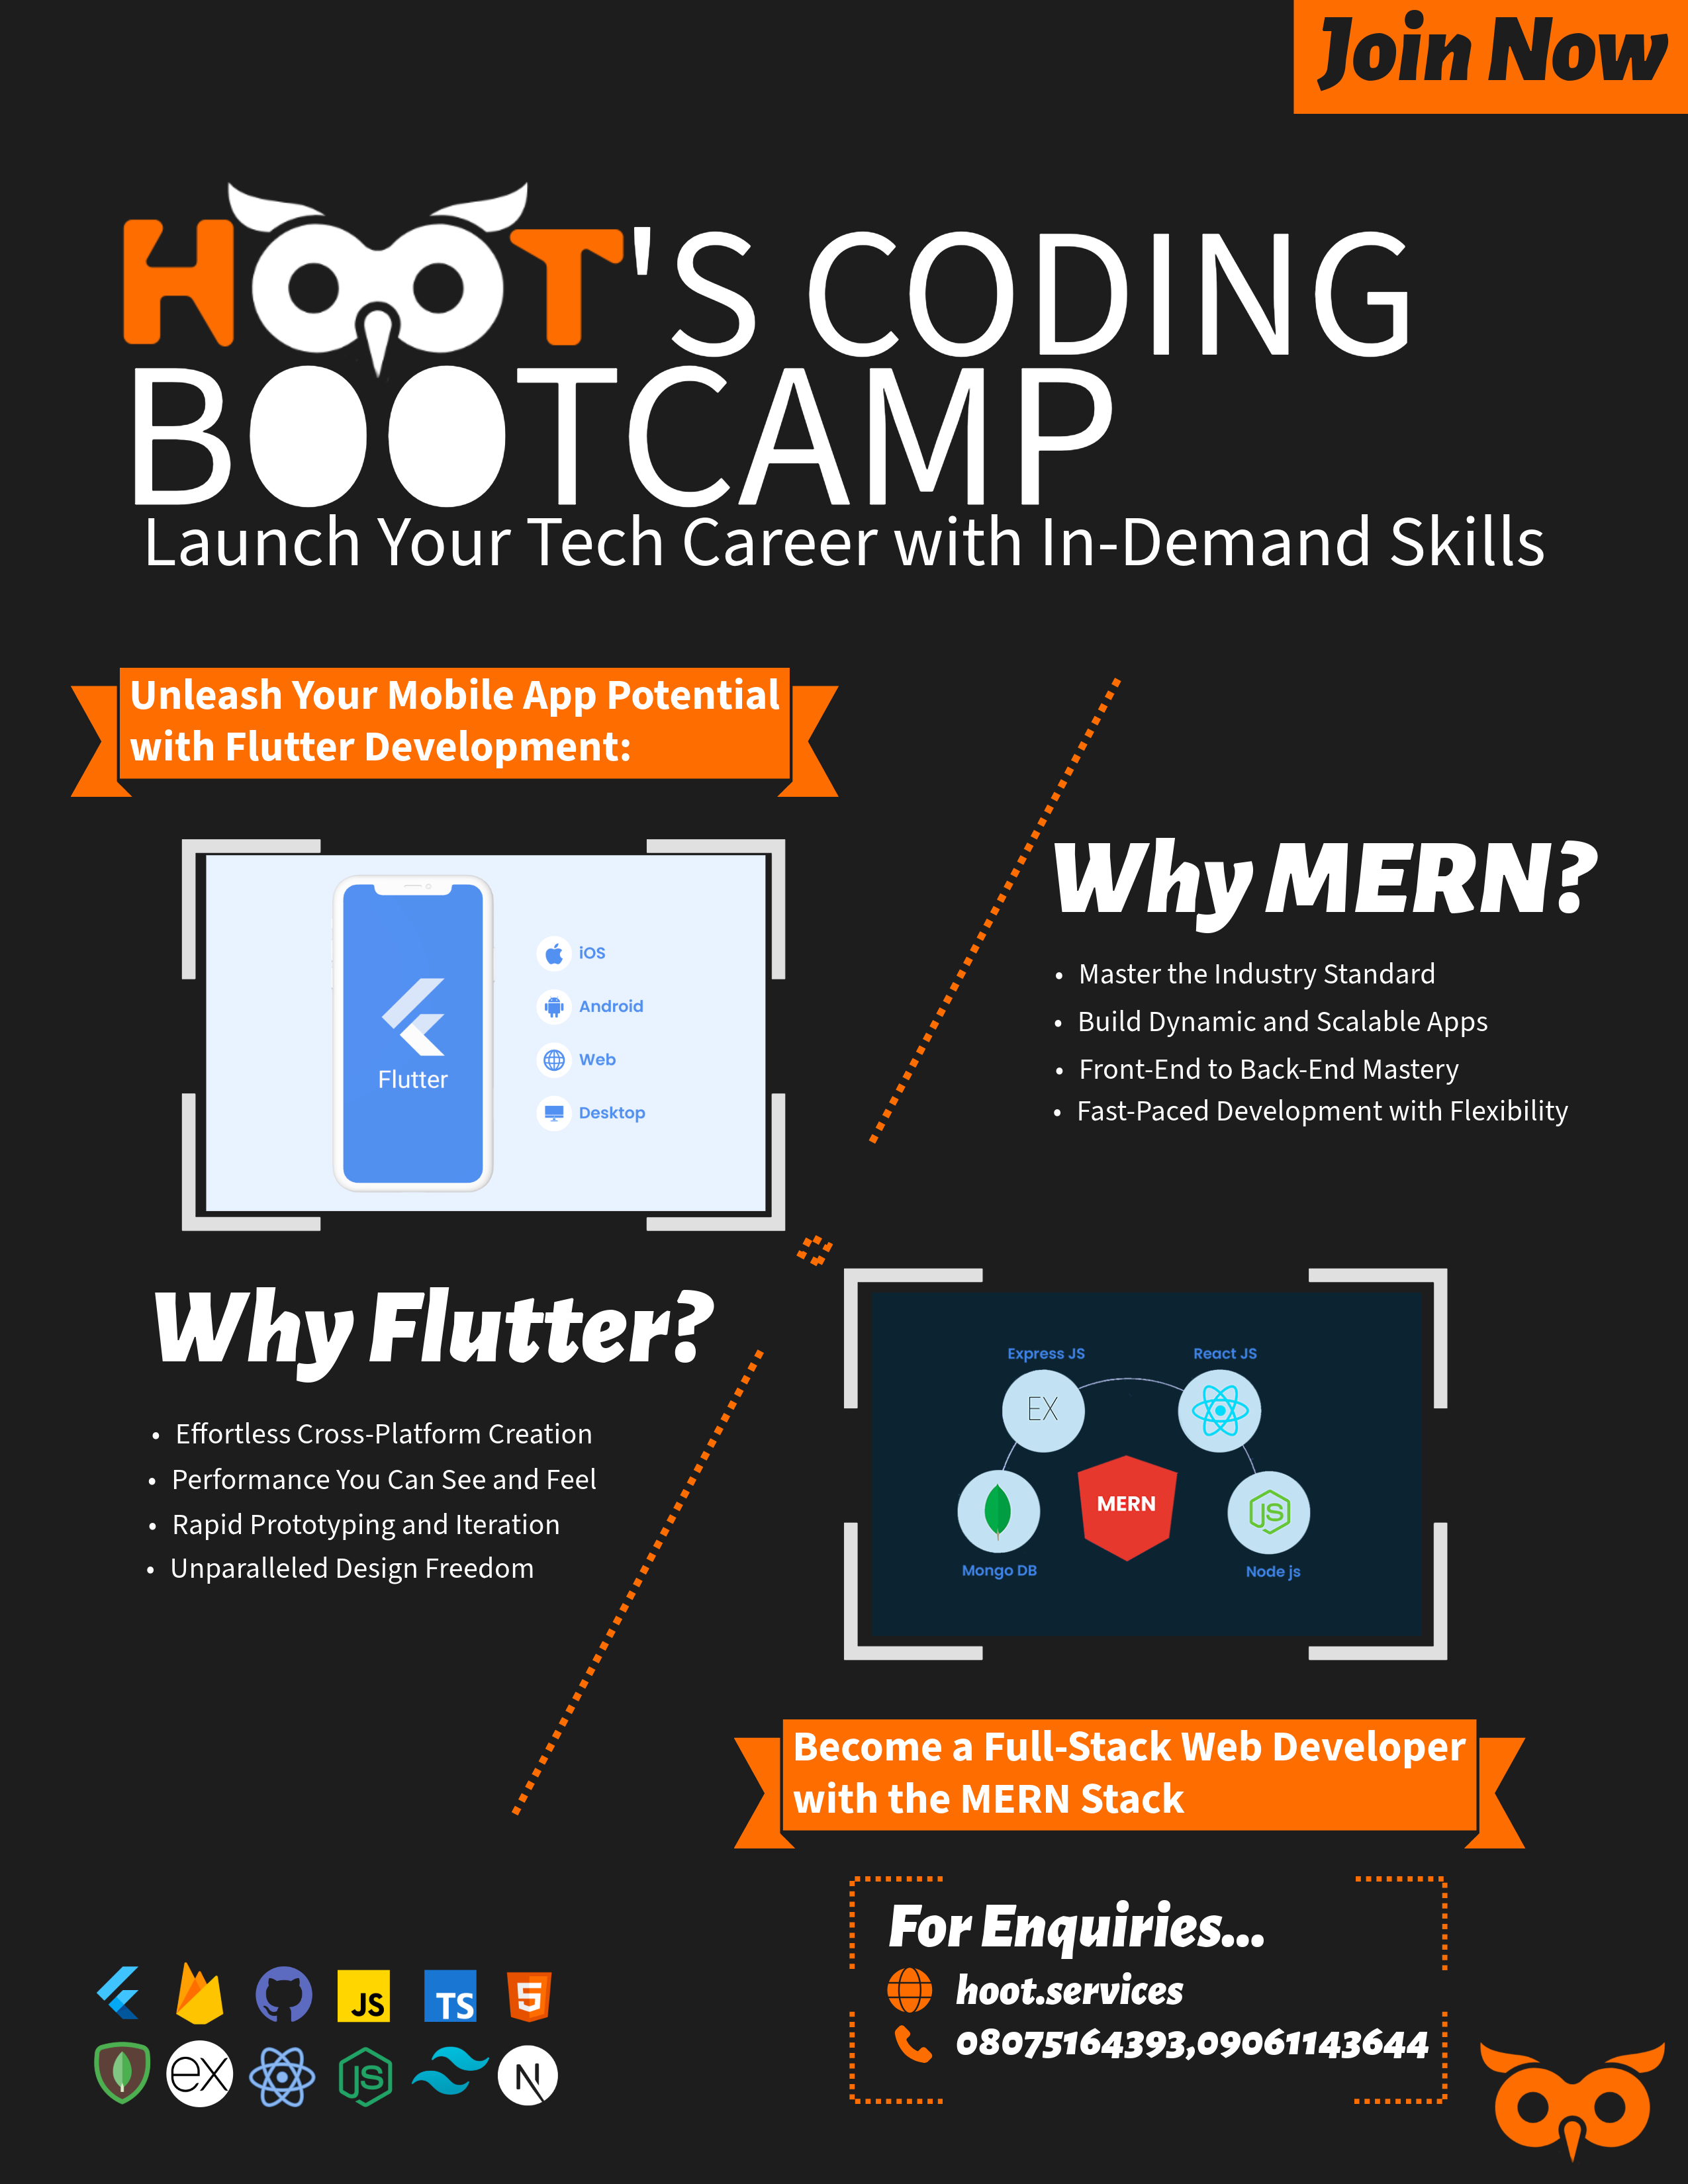 Join Now
HOOT'S CODING
BOOTCAMP
Launch Your Tech Career with In-Demand Skills
Unleash Your Mobile App Potential
with Flutter Development:
Flutter
iOS
Android
Web
Desktop
Why MERN?
• Master the Industry Standard
• Build Dynamic and Scalable Apps
• Front-End to Back-End Mastery
• Fast-Paced Development with Flexibility
Why Flutter?
• Effortless Cross-Platform Creation
• Performance You Can See and Feel
• Rapid Prototyping and Iteration
• Unparalleled Design Freedom
Express JS
React JS
EX
MERN
JS
Mongo DB
Node js
Become a Full-Stack Web Developer
with the MERN Stack
For Enquiries...
hoot.services
08075164393,09061143644
JS
TS
5
ex
JS
N